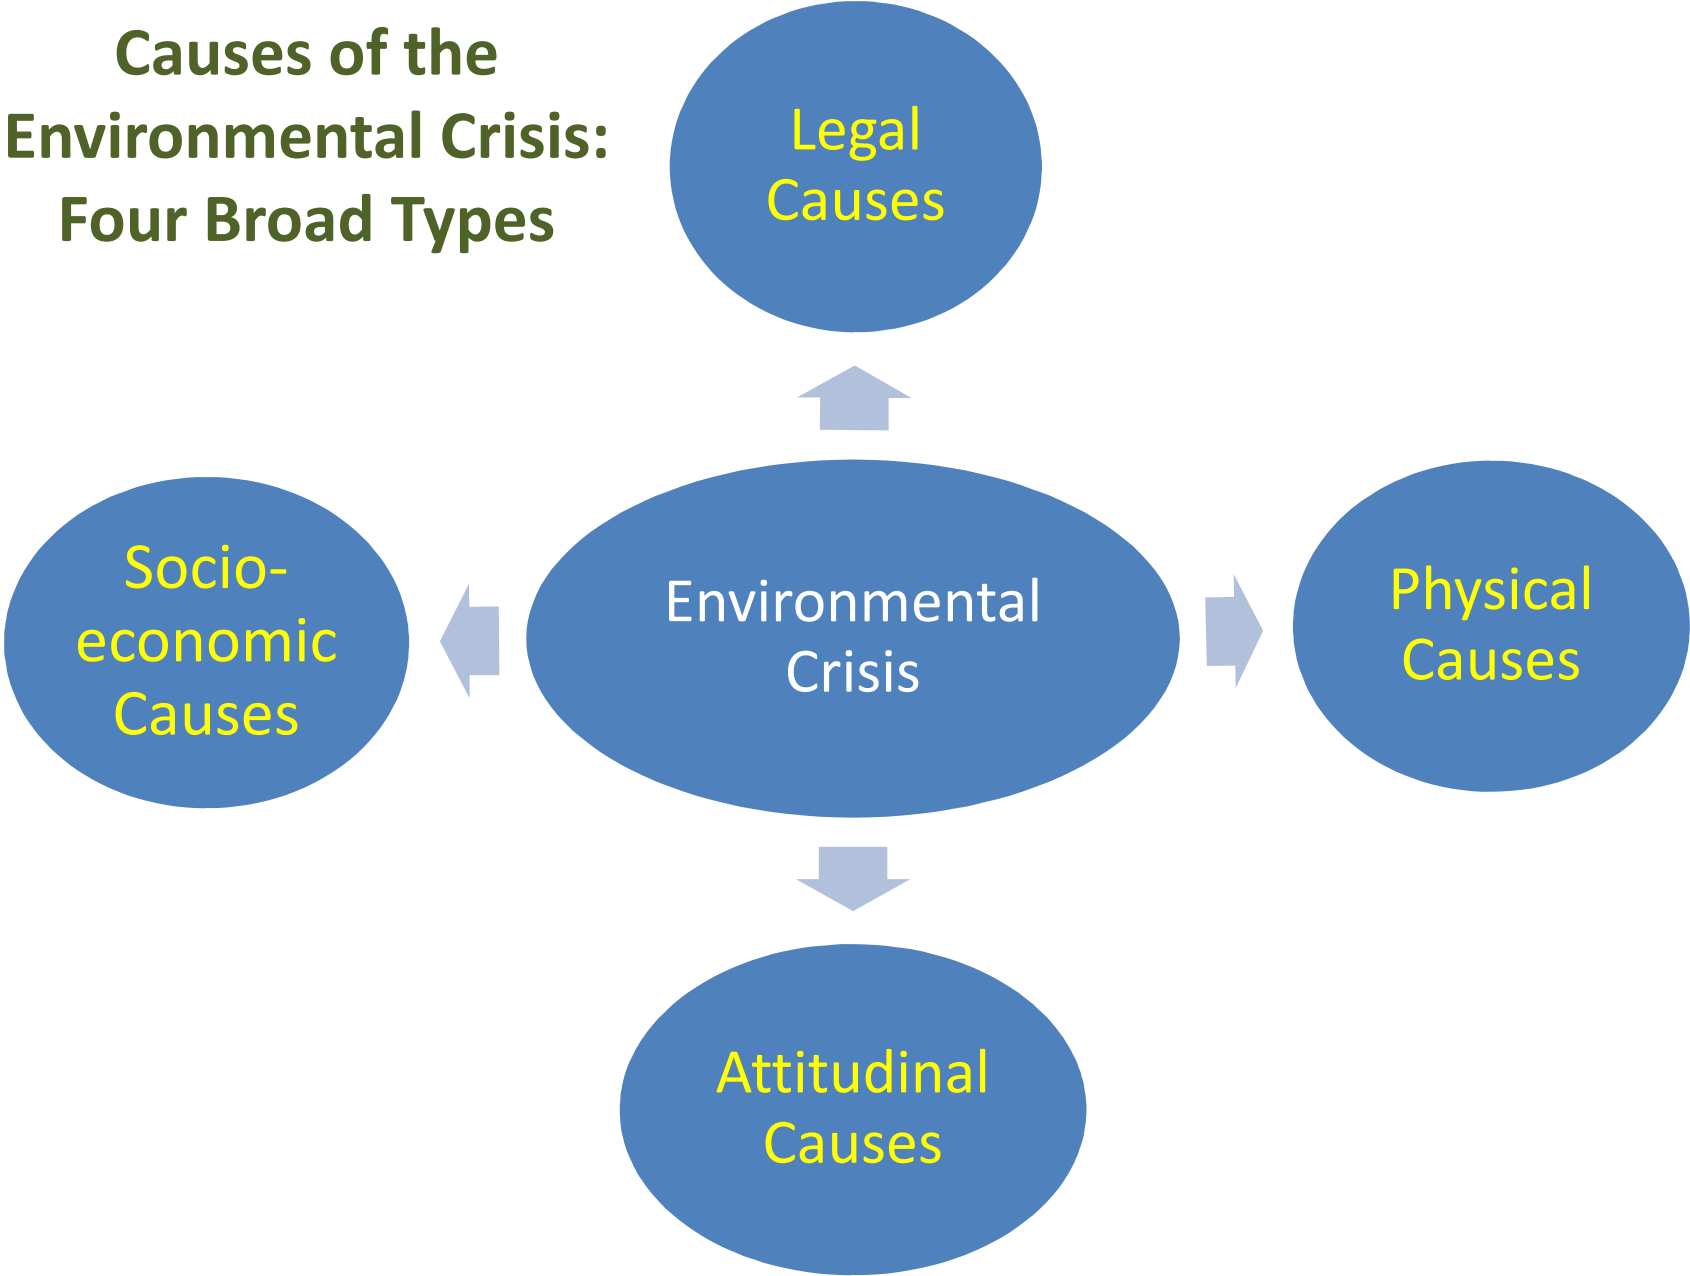 Causes of the
Environmental Crisis:
Four Broad Types
Legal
Causes
Socio-
economic
Causes
Environmental
Crisis
Physical
Causes
Attitudinal
Causes